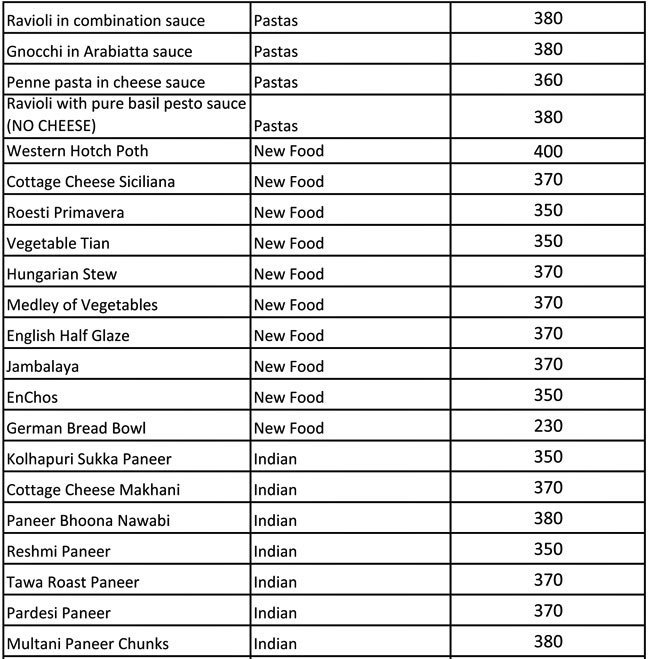 Ravioli in combination sauce Pastas 380
Gnocchi in Arabiatta sauce Pastas 380
Penne pasta in cheese sauce Pastas 360
Ravioli with pure basil pesto sauce
(NO CHEESE) Pastas 380
Western Hotch Poth New Food 400
Cottage Cheese Siciliana New Food 370
Roesti Primavera New Food 350
Vegetable Tian New Food 350
Hungarian Stew New Food 370
Medley of Vegetables New Food 370
English Half Glaze New Food 370
Jambalaya New Food 370
EnChos New Food 350
German Bread Bowl New Food 230
Kolhapuri Sukka Paneer Indian 350
Cottage Cheese Makhani Indian 370
Paneer Bhoona Nawabi Indian 380
Reshmi Paneer Indian 350
Tawa Roast Paneer Indian 370
Pardesi Paneer Indian 370
Multani Paneer Chunks Indian 380